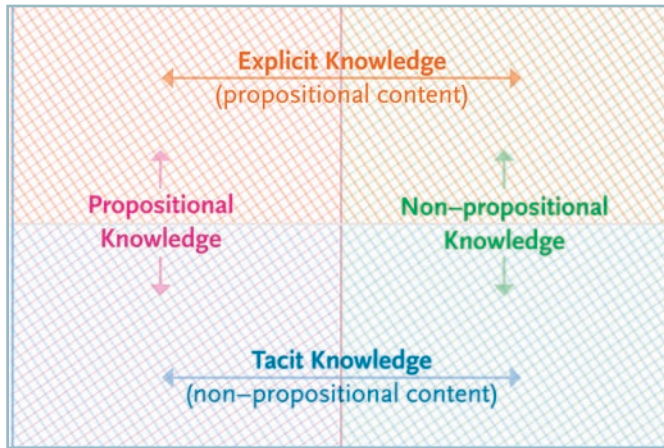 Explicit Knowledge
(propositional content)
Propositional
Knowledge
Non–propositional
Knowledge
Tacit Knowledge
(non–propositional content)